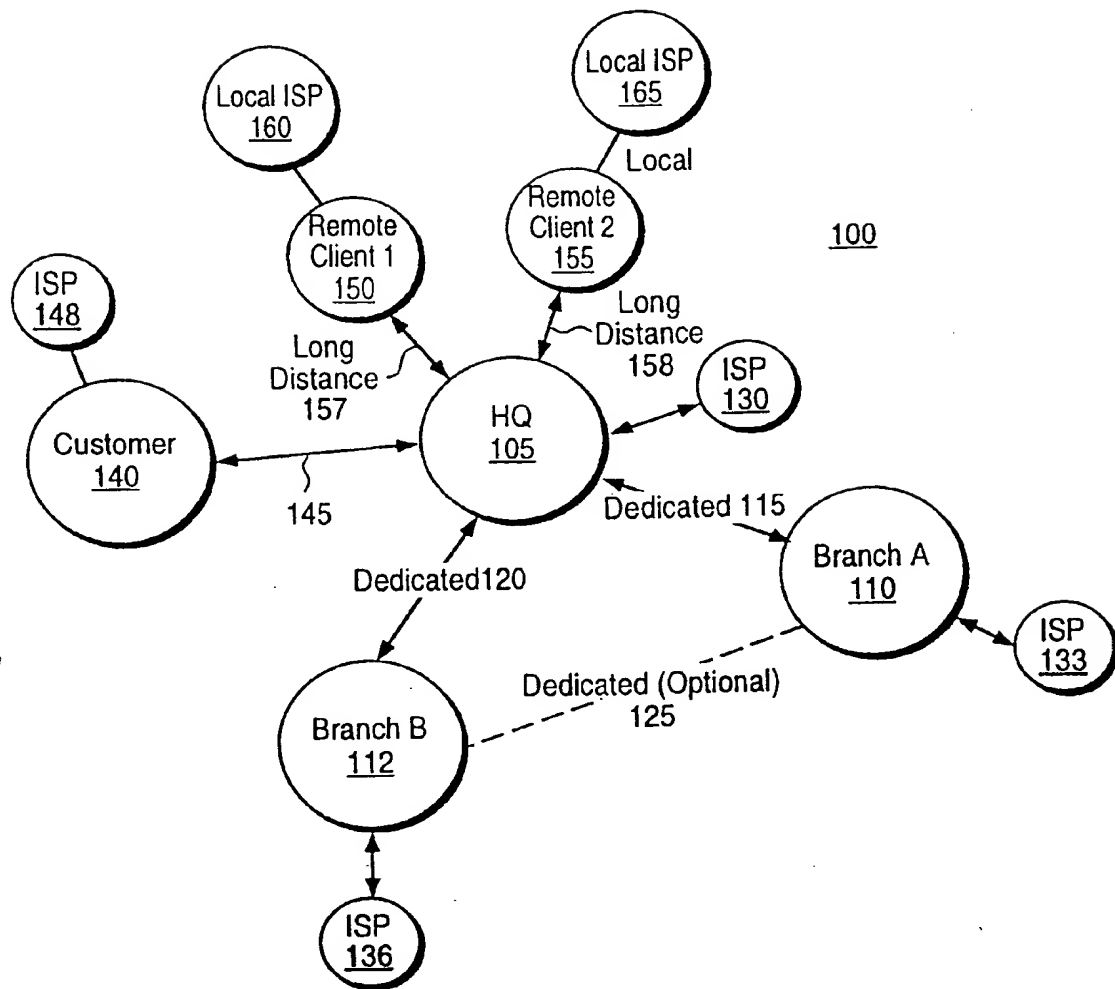 Local ISP
160
Local ISP
165
Local
Remote
Client 1
150
Remote
Client 2
155
100
ISP
148
Long
Distance
157
Long
Distance
158
ISP
130
HQ
105
Customer
140
145
Dedicated 115
Branch A
110
Dedicated120
ISP
133
Dedicated (Optional)
125
Branch B
112
ISP
136